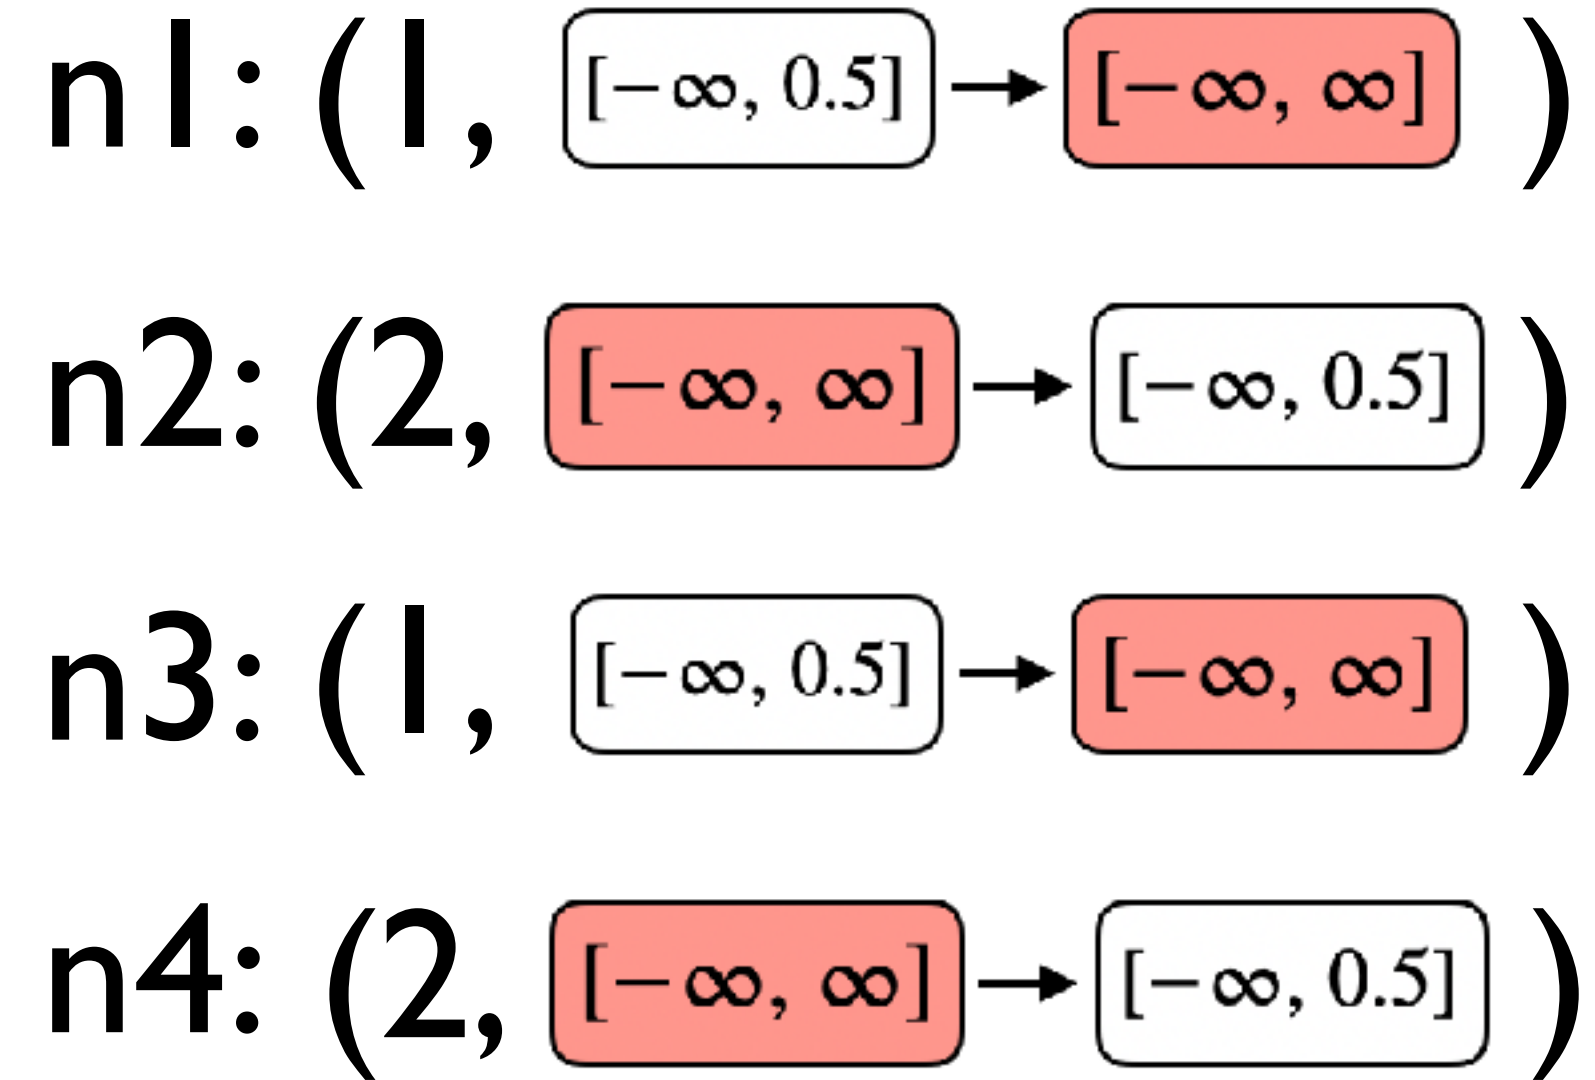 n1: (1, [−∞, 0.5] → [−∞, ∞] )
n2: (2, [−∞, ∞] → [−∞, 0.5] )
n3: (1, [−∞, 0.5] → [−∞, ∞] )
n4: (2, [−∞, ∞] → [−∞, 0.5] )